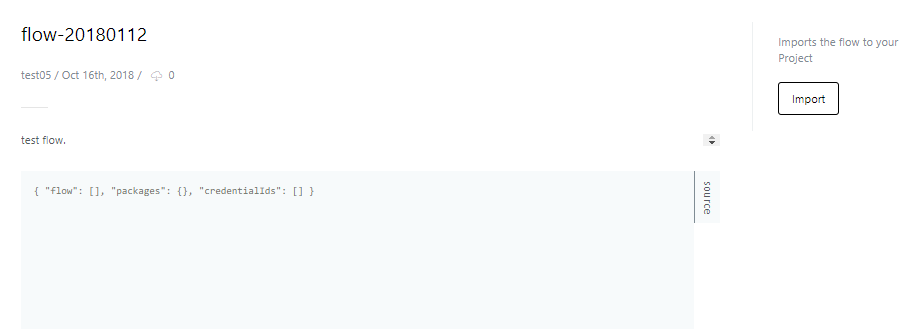 flow-20180112
test05 / Oct 16th, 2018 / 0
test flow.
{ "flow": [], "packages": {}, "credentialIds": [] }
source
Imports the flow to your
Project
Import